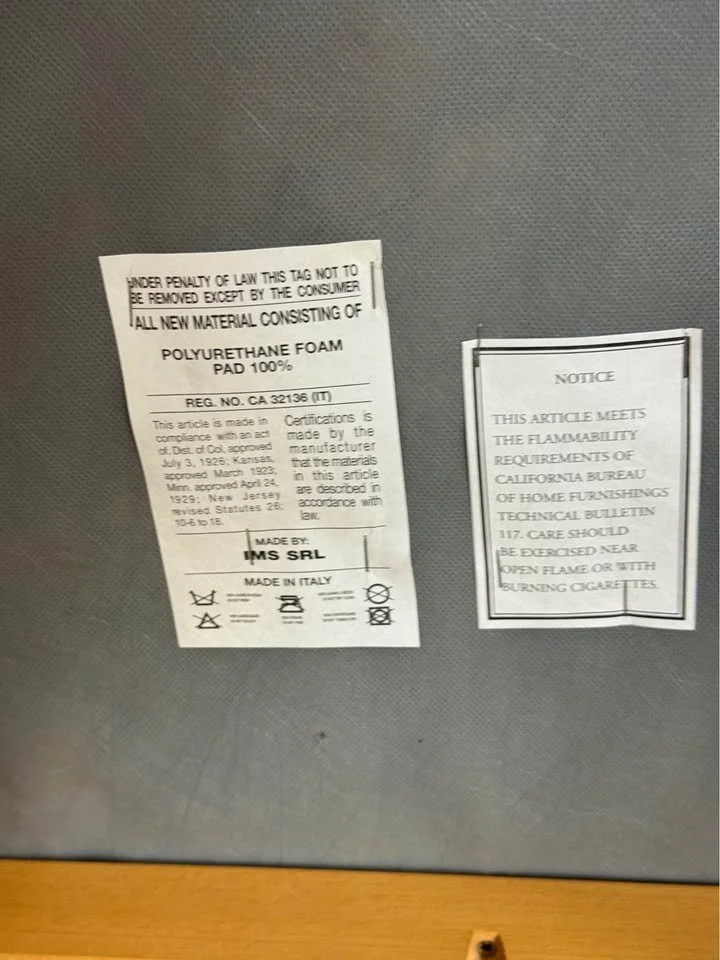 UNDER PENALTY OF LAW THIS TAG NOT TO
BE REMOVED EXCEPT BY THE CONSUMER
ALL NEW MATERIAL CONSISTING OF
POLYURETHANE FOAM
PAD 100%
REG. NO. CA 32136 (IT)
This article is made in
compliance with an act
of. Dist. of Col. approved
July 3, 1926; Kansas,
approved March 1923;
Minn. approved April 24,
1929; New Jersey
revised Statutes 26;
10-6 to 18.
Certifications is
made by the
manufacturer
that the materials
in this article
are described in
accordance with
law.
MADE BY:
IMS SRL
MADE IN ITALY
NOTICE
THIS ARTICLE MEETS
THE FLAMMABILITY
REQUIREMENTS OF
CALIFORNIA BUREAU
OF HOME FURNISHINGS
TECHNICAL BULLETIN
117. CARE SHOULD
BE EXERCISED NEAR
OPEN FLAME OR WITH
BURNING CIGARETTES.